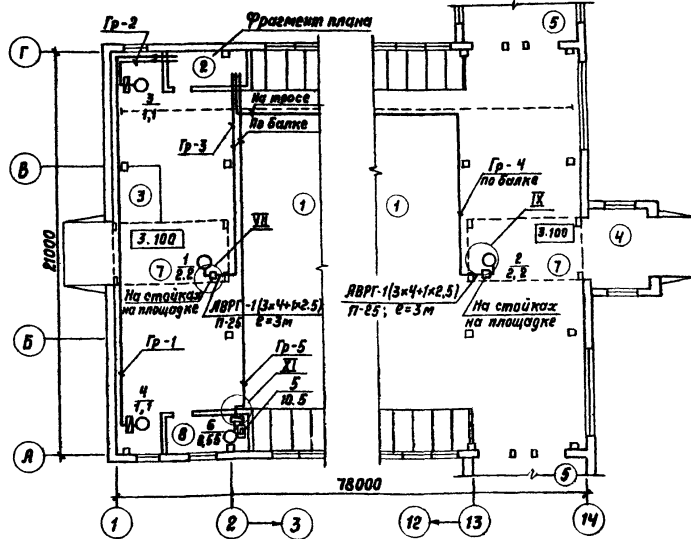 Гр-2
Фрагмент плана
5
Г
2
3
1,1
На тросе
По балке
Гр-3
Гр-4
по балке
В
3
VII
1
1
IX
4
3.100
3.100
21000
1
2.2
7
2
2,2
7
На стойках
на площадке
АВРГ-1(3×4+1×2.5)
П-25 ℓ=3м
АВРГ-1(3×4+1×2,5)
П-25; ℓ=3м
На стойках
на площадке
Б
Гр-1
Гр-5
XI
5
10.5
4
1,1
8
6
0,55
А
5
78000
1
2
3
12
13
14